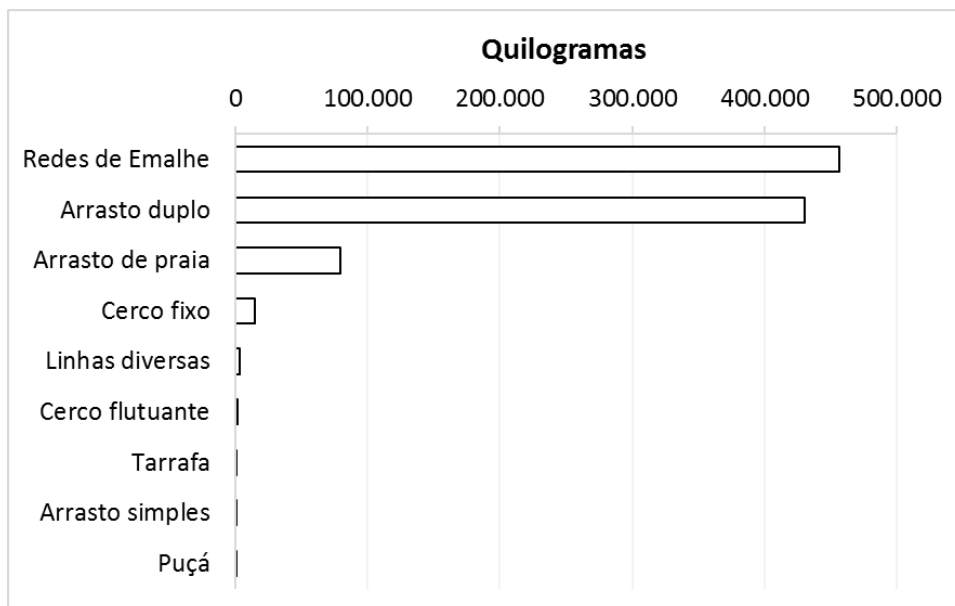 Quilogramas
0 100.000 200.000 300.000 400.000 500.000
Redes de Emalhe
Arrasto duplo
Arrasto de praia
Cerco fixo
Linhas diversas
Cerco flutuante
Tarrafa
Arrasto simples
Puçá